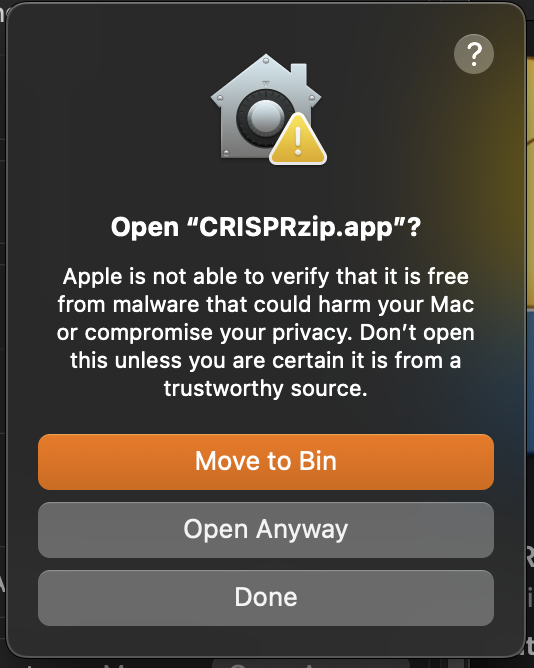 ?
Open “CRISPRzip.app”?
Apple is not able to verify that it is free
from malware that could harm your Mac
or compromise your privacy. Don’t open
this unless you are certain it is from a
trustworthy source.
Move to Bin
Open Anyway
Done